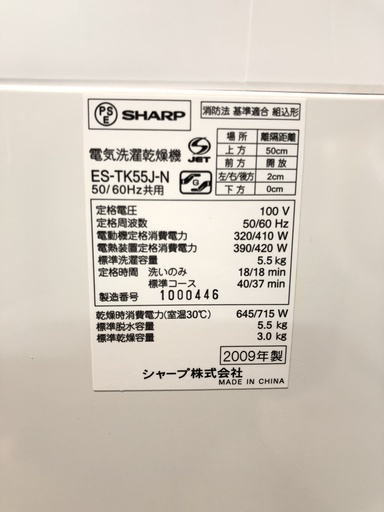 PS E SHARP
消防法 基準適合 組込形
電気洗濯乾燥機
S JET
ES-TK55J-N
50/60Hz共用
場所 離隔距離
上方 50cm
前方 開放
左/右/後方 2cm
下方 0cm
定格電圧 100 V
定格周波数 50/60 Hz
電動機定格消費電力 320/410 W
電熱装置定格消費電力 390/420 W
標準洗濯容量 5.5 kg
定格時間 洗いのみ 18/18 min
標準コース 40/37 min
製造番号 1000446
乾燥時消費電力(室温30℃) 645/715 W
標準脱水容量 5.5 kg
標準乾燥容量 3.0 kg
2009年製
シャープ株式会社
MADE IN CHINA